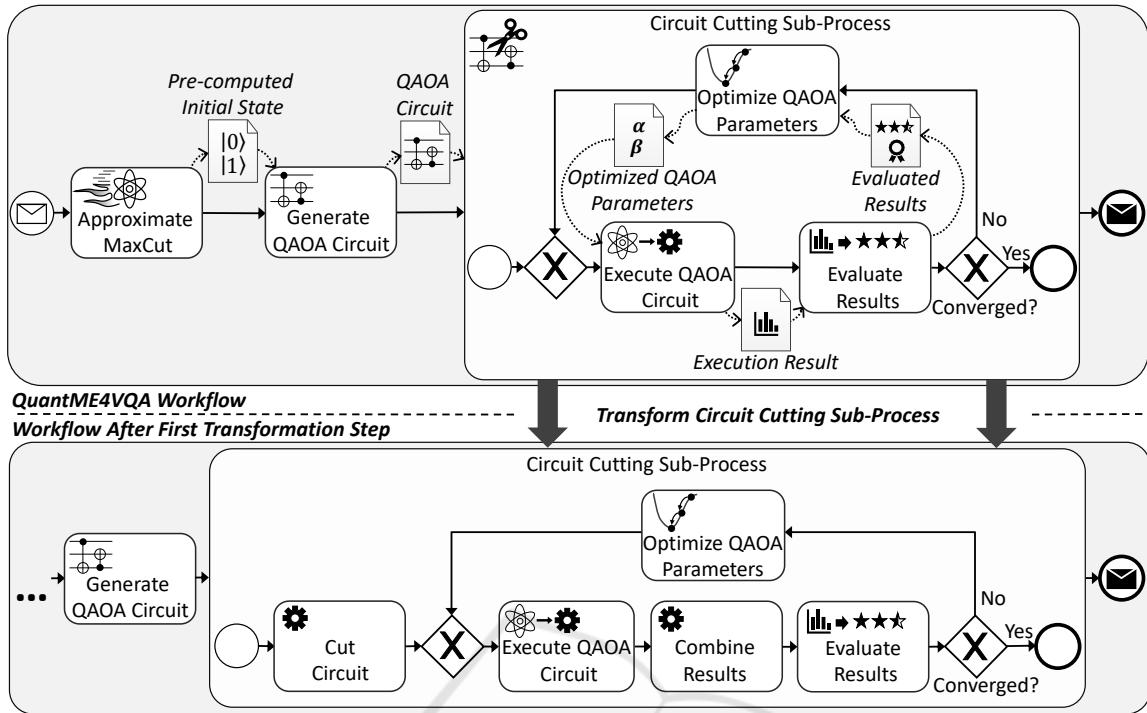 Circuit Cutting Sub-Process
Pre-computed
Initial State
QAOA
Circuit
|0⟩
|1⟩
Approximate
MaxCut
Generate
QAOA Circuit
Optimize QAOA
Parameters
α
β
Optimized QAOA
Parameters
Evaluated
Results
No
Yes
X
Execute QAOA
Circuit
Evaluate
Results
X
Converged?
Execution Result
QuantME4VQA Workflow
Transform Circuit Cutting Sub-Process
Workflow After First Transformation Step
Circuit Cutting Sub-Process
Optimize QAOA
Parameters
...
Generate
QAOA Circuit
No
Yes
Cut
Circuit
X
Execute QAOA
Circuit
Combine
Results
Evaluate
Results
X
Converged?